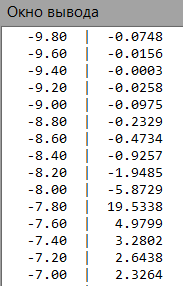 Окно вывода
-9.80 | -0.0748
-9.60 | -0.0156
-9.40 | -0.0003
-9.20 | -0.0258
-9.00 | -0.0975
-8.80 | -0.2329
-8.60 | -0.4734
-8.40 | -0.9257
-8.20 | -1.9485
-8.00 | -5.8729
-7.80 | 19.5338
-7.60 | 4.9799
-7.40 | 3.2802
-7.20 | 2.6438
-7.00 | 2.3264